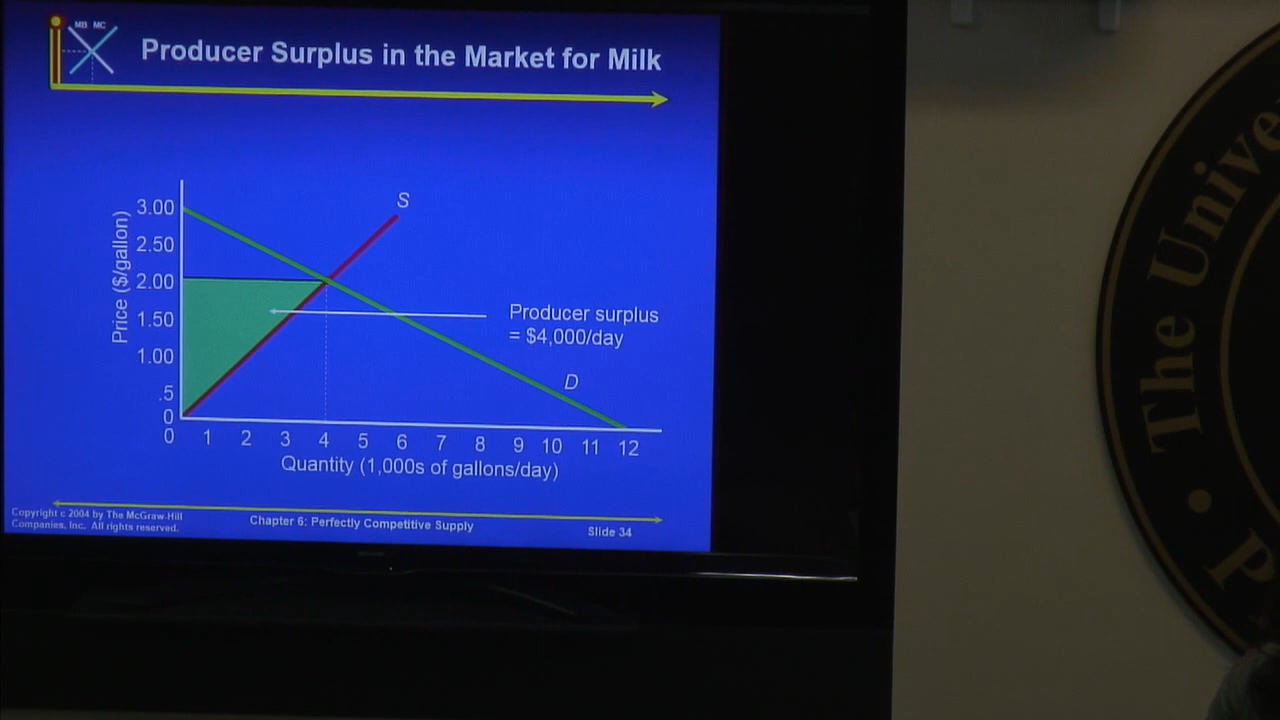 MB MC
Producer Surplus in the Market for Milk
Price ($/gallon)
3.00
2.50
2.00
1.50
1.00
.5
0
S
Producer surplus
= $4,000/day
D
0 1 2 3 4 5 6 7 8 9 10 11 12
Quantity (1,000s of gallons/day)
Copyright c 2004 by The McGraw-Hill
Companies, Inc. All rights reserved.
Chapter 6: Perfectly Competitive Supply
Slide 34
The